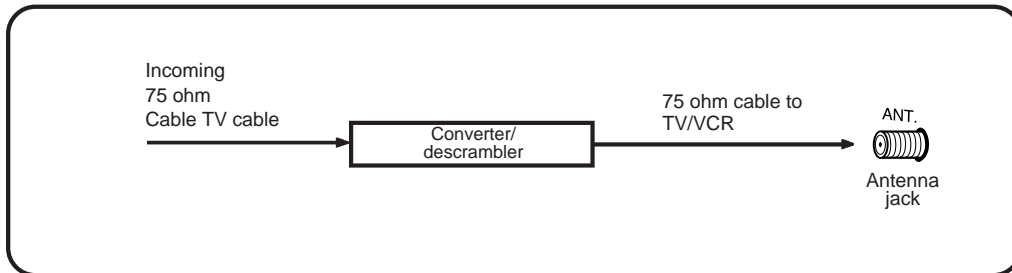 Incoming
75 ohm
Cable TV cable
Converter/
descrambler
75 ohm cable to
TV/VCR
ANT.
Antenna
jack